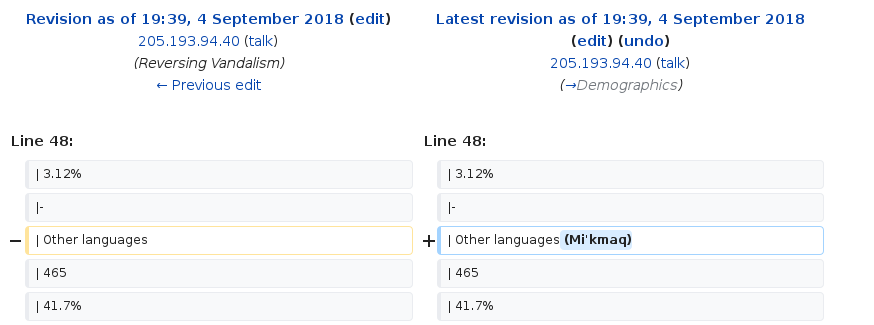 Revision as of 19:39, 4 September 2018 (edit)
205.193.94.40 (talk)
(Reversing Vandalism)
← Previous edit
Latest revision as of 19:39, 4 September 2018
(edit) (undo)
205.193.94.40 (talk)
(→Demographics)
Line 48:
Line 48:
| 3.12%
| 3.12%
|-
|-
− | Other languages
+ | Other languages (Mi'kmaq)
| 465
| 465
| 41.7%
| 41.7%